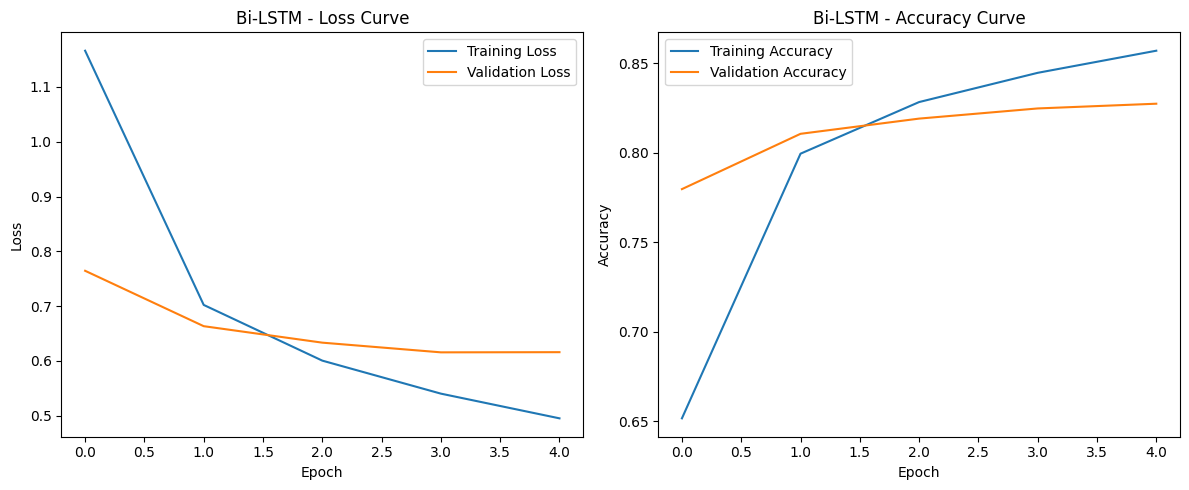 Bi-LSTM - Loss Curve
Training Loss
Validation Loss
1.1
1.0
0.9
0.8
0.7
0.6
0.5
Loss
0.0 0.5 1.0 1.5 2.0 2.5 3.0 3.5 4.0
Epoch
Bi-LSTM - Accuracy Curve
Training Accuracy
Validation Accuracy
0.85
0.80
0.75
0.70
0.65
Accuracy
0.0 0.5 1.0 1.5 2.0 2.5 3.0 3.5 4.0
Epoch